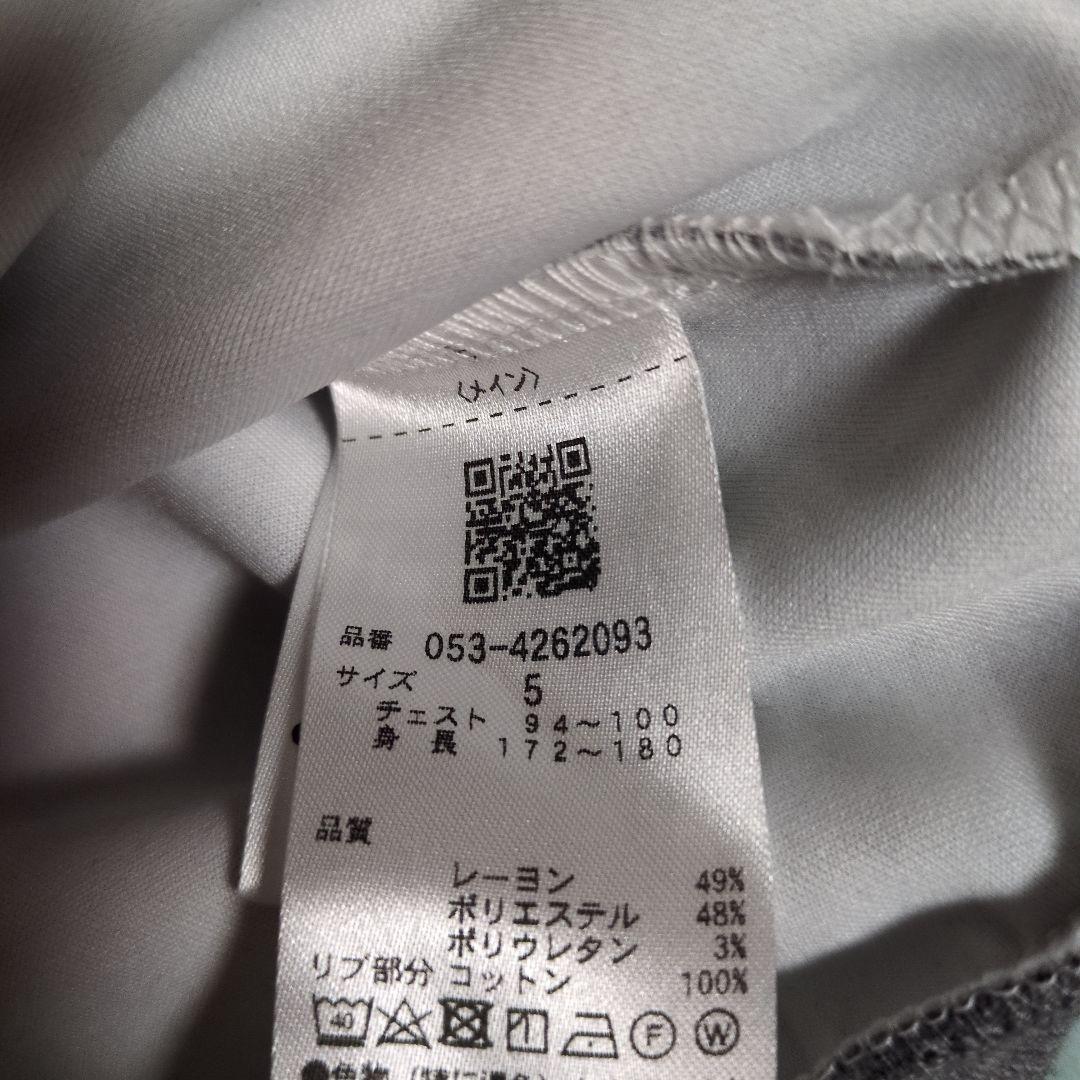 〈メイン〉
品番 053-4262093
サイズ 5
チェスト 94～100
身長 172～180
品質
レーヨン 49%
ポリエステル 48%
ポリウレタン 3%
リブ部分 コットン 100%
40 F W